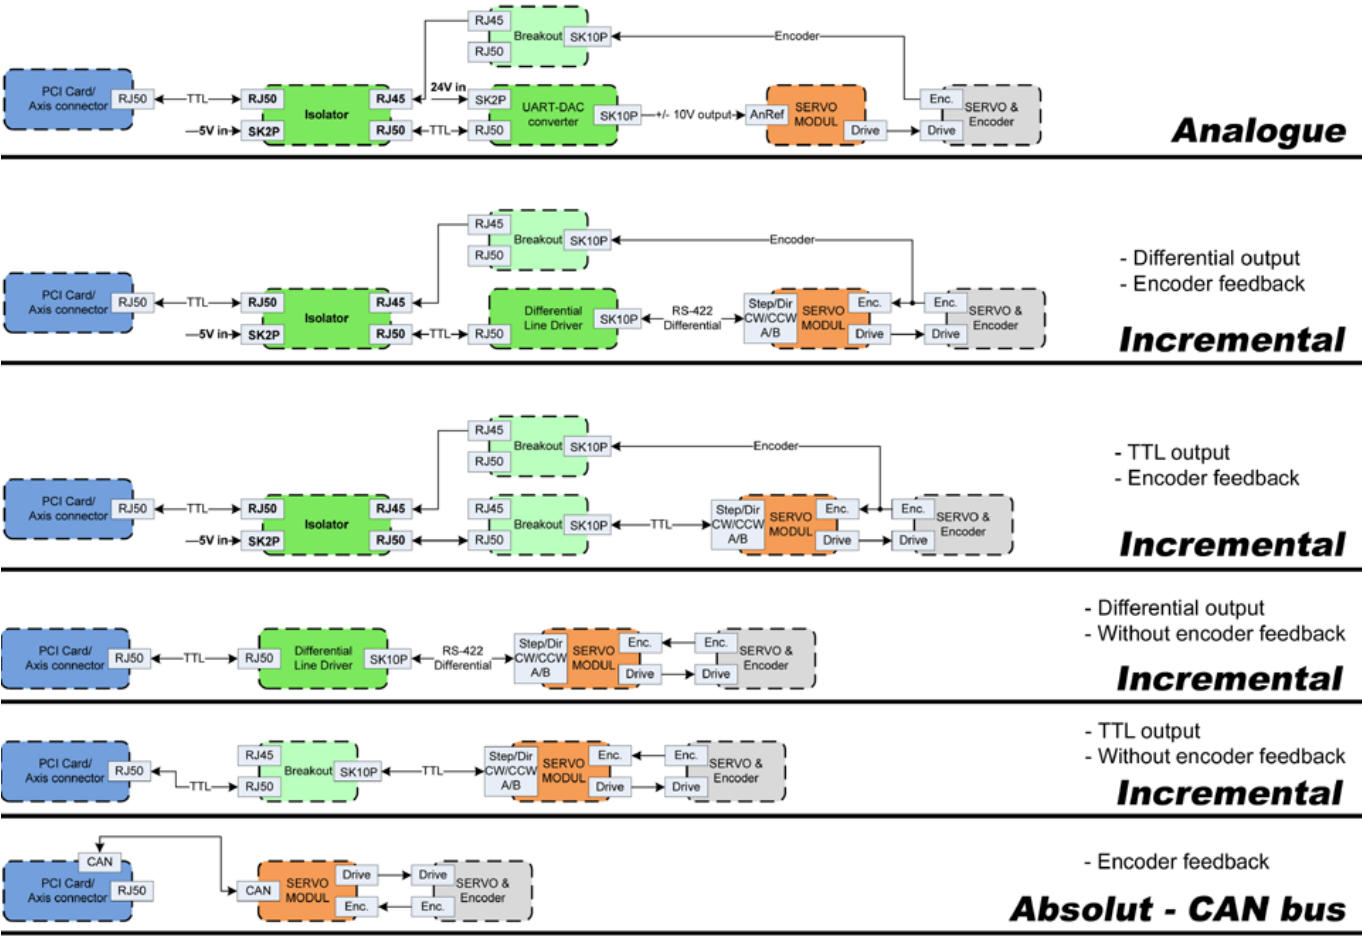 RJ45
Breakout
SK10P
Encoder
RJ50
PCI Card/
Axis connector
RJ50
TTL
RJ50
Isolator
RJ45
24V in
SK2P
UART-DAC
converter
SK10P
+/- 10V output
AnRef
SERVO
MODUL
Drive
Enc.
Drive
SERVO &
Encoder
5V in
SK2P
RJ50
TTL
RJ50
Analogue
RJ45
Breakout
SK10P
Encoder
RJ50
PCI Card/
Axis connector
RJ50
TTL
RJ50
Isolator
RJ45
5V in
SK2P
RJ50
TTL
RJ50
Differential
Line Driver
SK10P
RS-422
Differential
Step/Dir
CW/CCW
A/B
SERVO
MODUL
Enc.
Drive
Enc.
Drive
SERVO &
Encoder
- Differential output
- Encoder feedback
Incremental
RJ45
Breakout
SK10P
Encoder
RJ50
PCI Card/
Axis connector
RJ50
TTL
RJ50
Isolator
RJ45
5V in
SK2P
RJ50
RJ45
RJ50
Breakout
SK10P
TTL
Step/Dir
CW/CCW
A/B
SERVO
MODUL
Enc.
Drive
Enc.
Drive
SERVO &
Encoder
- TTL output
- Encoder feedback
Incremental
PCI Card/
Axis connector
RJ50
TTL
RJ50
Differential
Line Driver
SK10P
RS-422
Differential
Step/Dir
CW/CCW
A/B
SERVO
MODUL
Enc.
Drive
Enc.
Drive
SERVO &
Encoder
- Differential output
- Without encoder feedback
Incremental
PCI Card/
Axis connector
RJ50
TTL
RJ45
RJ50
Breakout
SK10P
TTL
Step/Dir
CW/CCW
A/B
SERVO
MODUL
Enc.
Drive
Enc.
Drive
SERVO &
Encoder
- TTL output
- Without encoder feedback
Incremental
CAN
PCI Card/
Axis connector
RJ50
CAN
SERVO
MODUL
Drive
Enc.
Drive
Enc.
SERVO &
Encoder
- Encoder feedback
Absolut - CAN bus